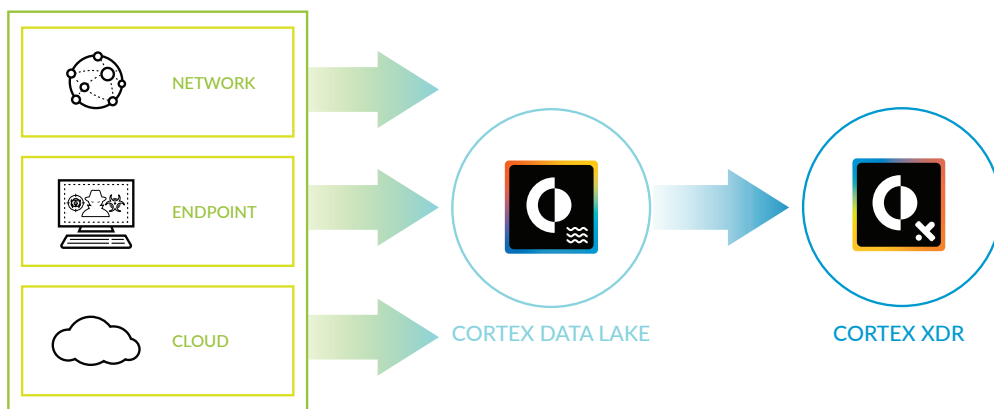 NETWORK
ENDPOINT
CLOUD
CORTEX DATA LAKE
CORTEX XDR